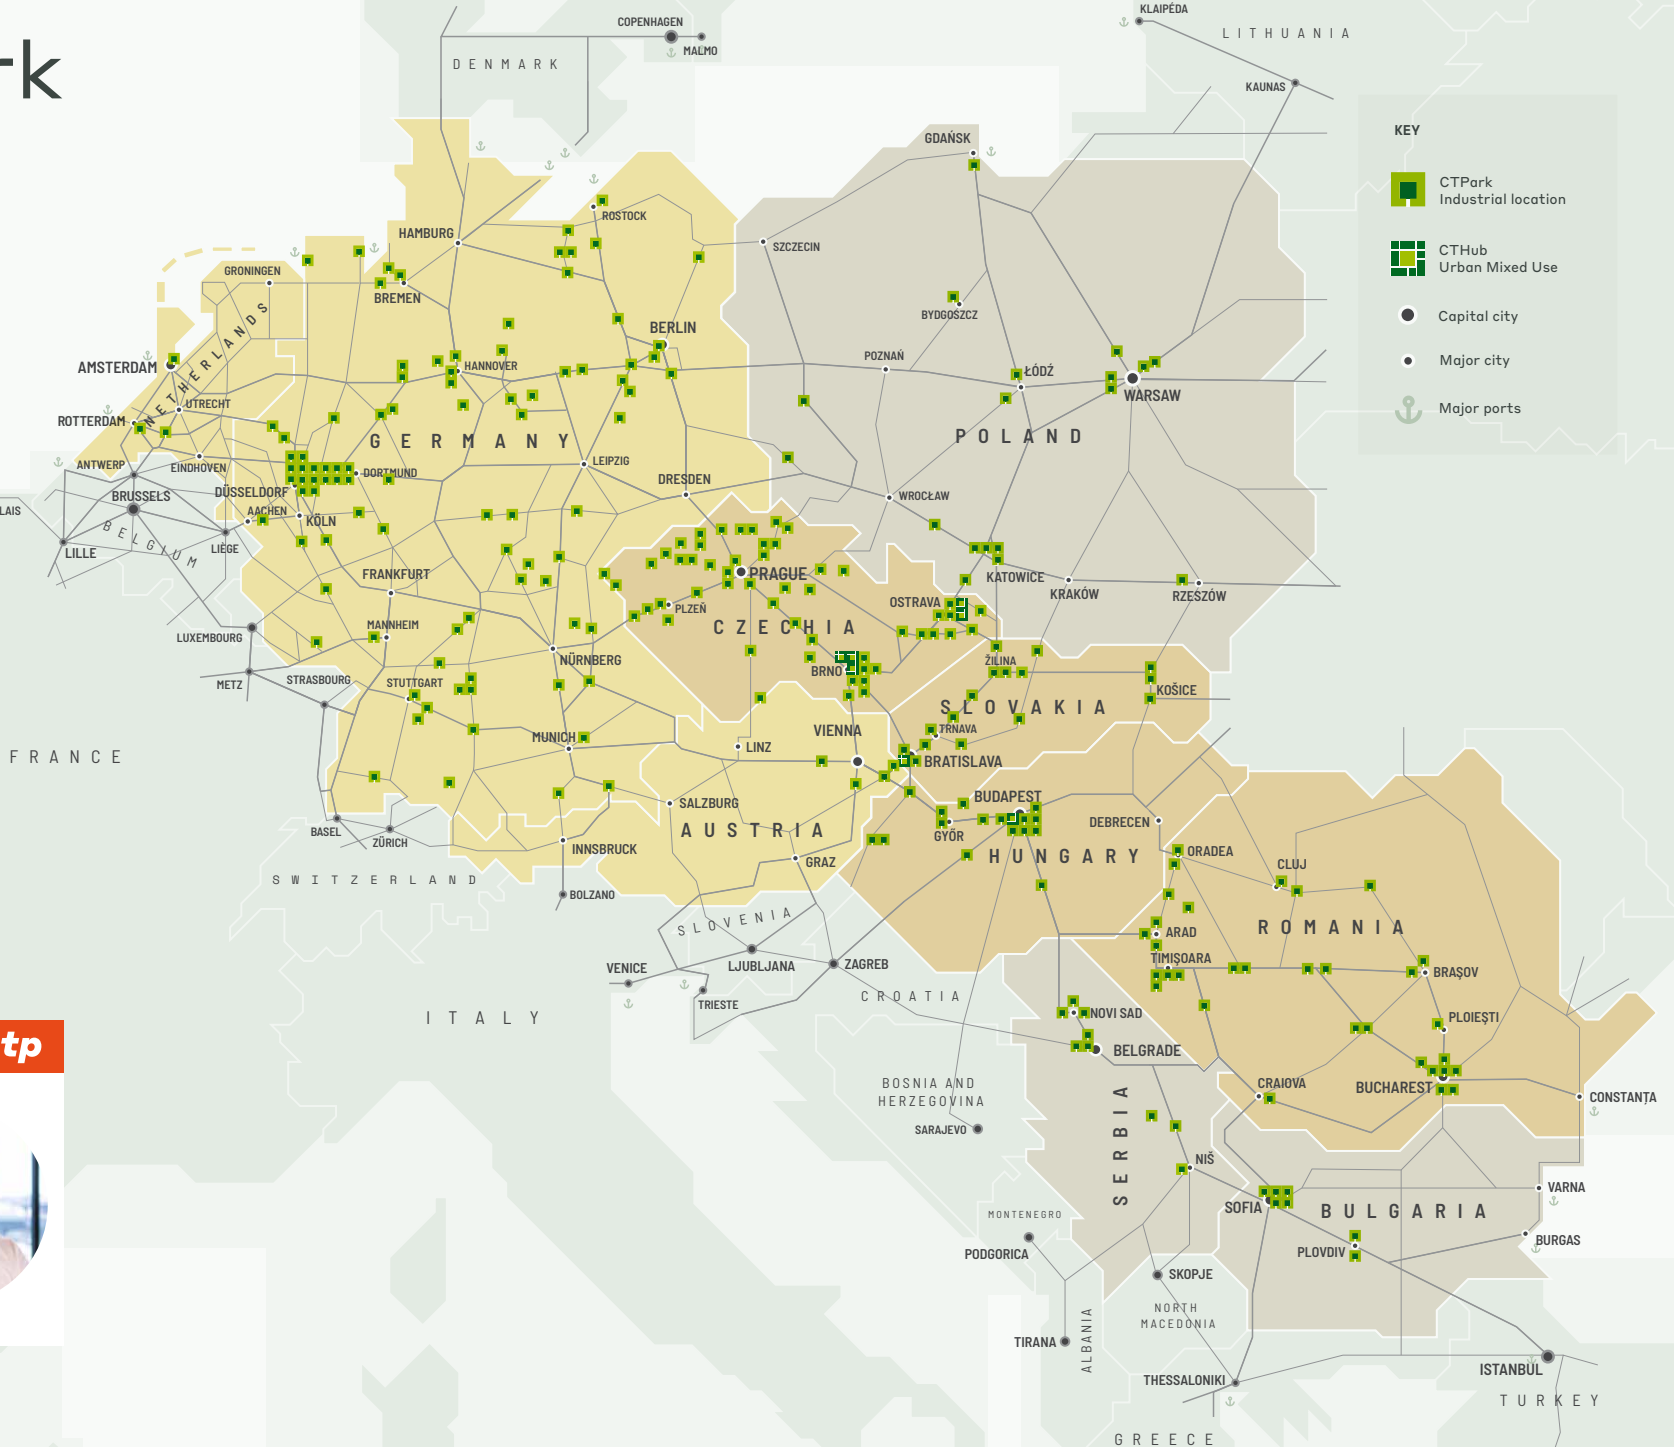 rk
COPENHAGEN
MALMO
DENMARK
KLAIPĖDA
LITHUANIA
KAUNAS
KEY
CTPark
Industrial location
CTHub
Urban Mixed Use
Capital city
Major city
Major ports
GDAŃSK
ROSTOCK
HAMBURG
SZCZECIN
GRONINGEN
BREMEN
BYDGOSZCZ
BERLIN
AMSTERDAM
NETHERLANDS
HANNOVER
POZNAŃ
ŁÓDŹ
WARSAW
UTRECHT
ROTTERDAM
GERMANY
POLAND
ANTWERP
EINDHOVEN
DORTMUND
LEIPZIG
DRESDEN
BRUSSELS
DÜSSELDORF
WROCŁAW
LAIS
AACHEN
KÖLN
BELGIUM
LILLE
LIÈGE
FRANKFURT
PRAGUE
KATOWICE
KRAKÓW
RZESZÓW
OSTRAVA
PLZEŇ
MANNHEIM
LUXEMBOURG
CZECHIA
NÜRNBERG
ŽILINA
BRNO
METZ
STRASBOURG
STUTTGART
KOŠICE
SLOVAKIA
TRNAVA
VIENNA
MUNICH
LINZ
FRANCE
BRATISLAVA
BUDAPEST
SALZBURG
DEBRECEN
BASEL
ZÜRICH
AUSTRIA
GYŐR
INNSBRUCK
HUNGARY
ORADEA
GRAZ
CLUJ
SWITZERLAND
BOLZANO
SLOVENIA
ROMANIA
ARAD
TIMIŞOARA
VENICE
LJUBLJANA
ZAGREB
BRAŞOV
TRIESTE
CROATIA
ITALY
NOVI SAD
PLOIEŞTI
tp
BELGRADE
BOSNIA AND
HERZEGOVINA
CRAIOVA
BUCHAREST
CONSTANȚA
SARAJEVO
SERBIA
NIŠ
VARNA
SOFIA
BULGARIA
MONTENEGRO
PODGORICA
PLOVDIV
BURGAS
SKOPJE
NORTH
MACEDONIA
TIRANA
ALBANIA
ISTANBUL
THESSALONIKI
TURKEY
GREECE